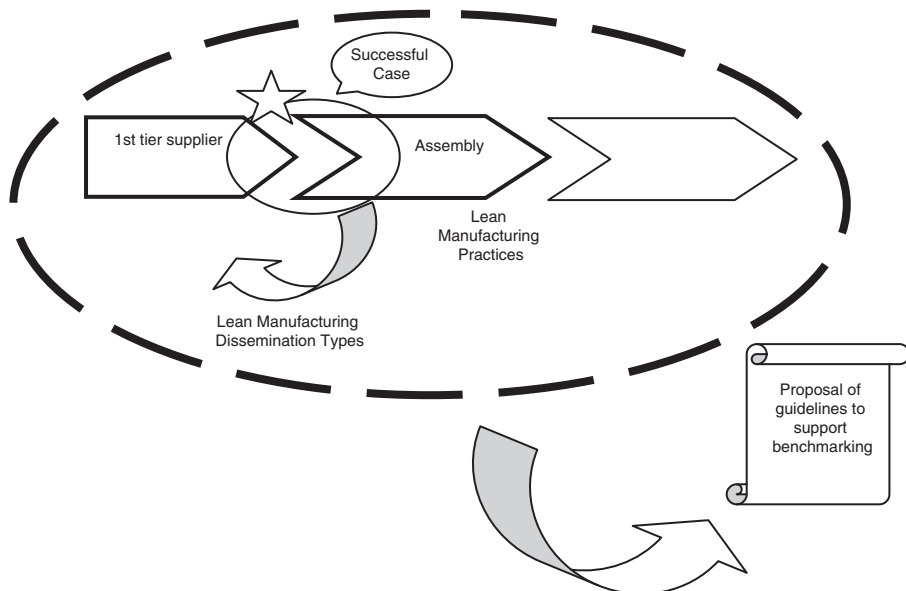 Successful
Case
1st tier supplier
Assembly
Lean
Manufacturing
Practices
Lean Manufacturing
Dissemination Types
Proposal of
guidelines to
support
benchmarking